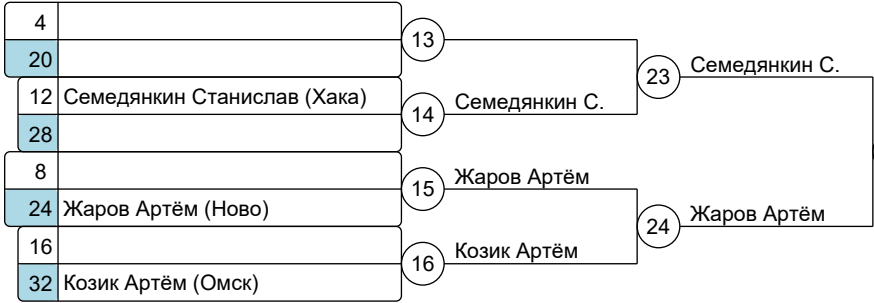 4
20
12 Семедянкин Станислав (Хака)
28
8
24 Жаров Артём (Ново)
16
32 Козик Артём (Омск)
13
14
15
16
Семедянкин С.
Жаров Артём
Козик Артём
23
24
Семедянкин С.
Жаров Артём